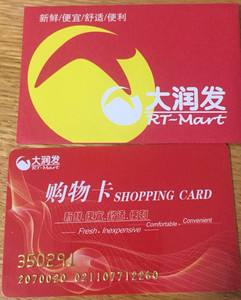 新鲜/便宜/舒适/便利
大润发
RT-Mart
大润发
RT-Mart
购物卡 SHOPPING CARD
新鲜、便宜、舒适、便利
Fresh、Inexpensive、Comfortable、Convenient
350291
2070020 021107712260